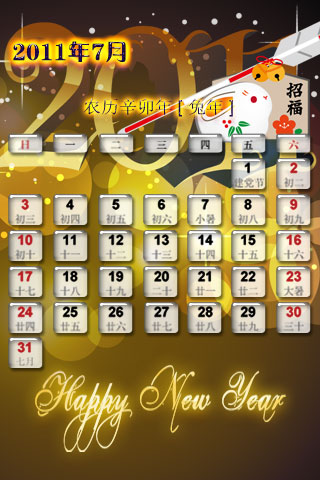 2011
2011年7月
招福
农历辛卯年 [ 兔年 ]
日 一 二 三 四 五 六
1 2
建党节 初二
3 4 5 6 7 8 9
初三 初四 初五 初六 小暑 初八 初九
10 11 12 13 14 15 16
初十 十一 十二 十三 十四 十五 十六
17 18 19 20 21 22 23
十七 十八 十九 二十 廿一 廿二 大暑
24 25 26 27 28 29 30
廿四 廿五 廿六 廿七 廿八 廿九 三十
31
七月
Happy New Year